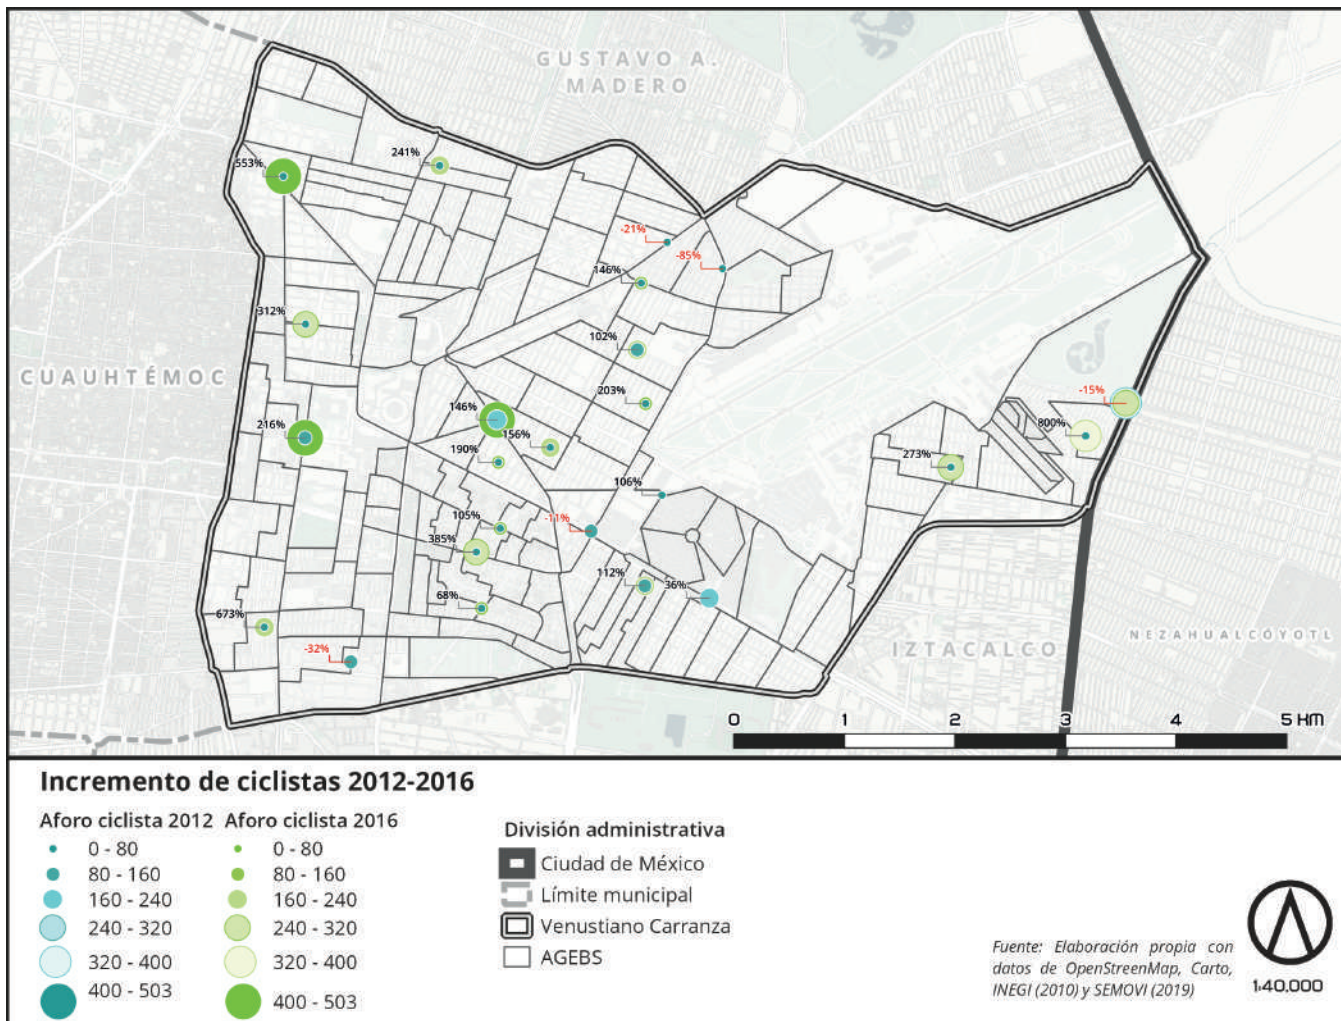 GUSTAVO A.
MADERO
553%
241%
-21%
-85%
146%
312%
102%
CUAUHTÉMOC
-15%
203%
146%
216%
156%
800%
190%
273%
106%
105%
-11%
385%
112%
36%
68%
673%
-32%
IZTACALCO
NEZAHUALCÓYOTL
0 1 2 3 4 5 KM
Incremento de ciclistas 2012-2016
Aforo ciclista 2012 Aforo ciclista 2016
0 - 80 0 - 80
80 - 160 80 - 160
160 - 240 160 - 240
240 - 320 240 - 320
320 - 400 320 - 400
400 - 503 400 - 503
División administrativa
Ciudad de México
Límite municipal
Venustiano Carranza
AGEBS
Fuente: Elaboración propia con
datos de OpenStreenMap, Carto,
INEGI (2010) y SEMOVI (2019)
1:40,000